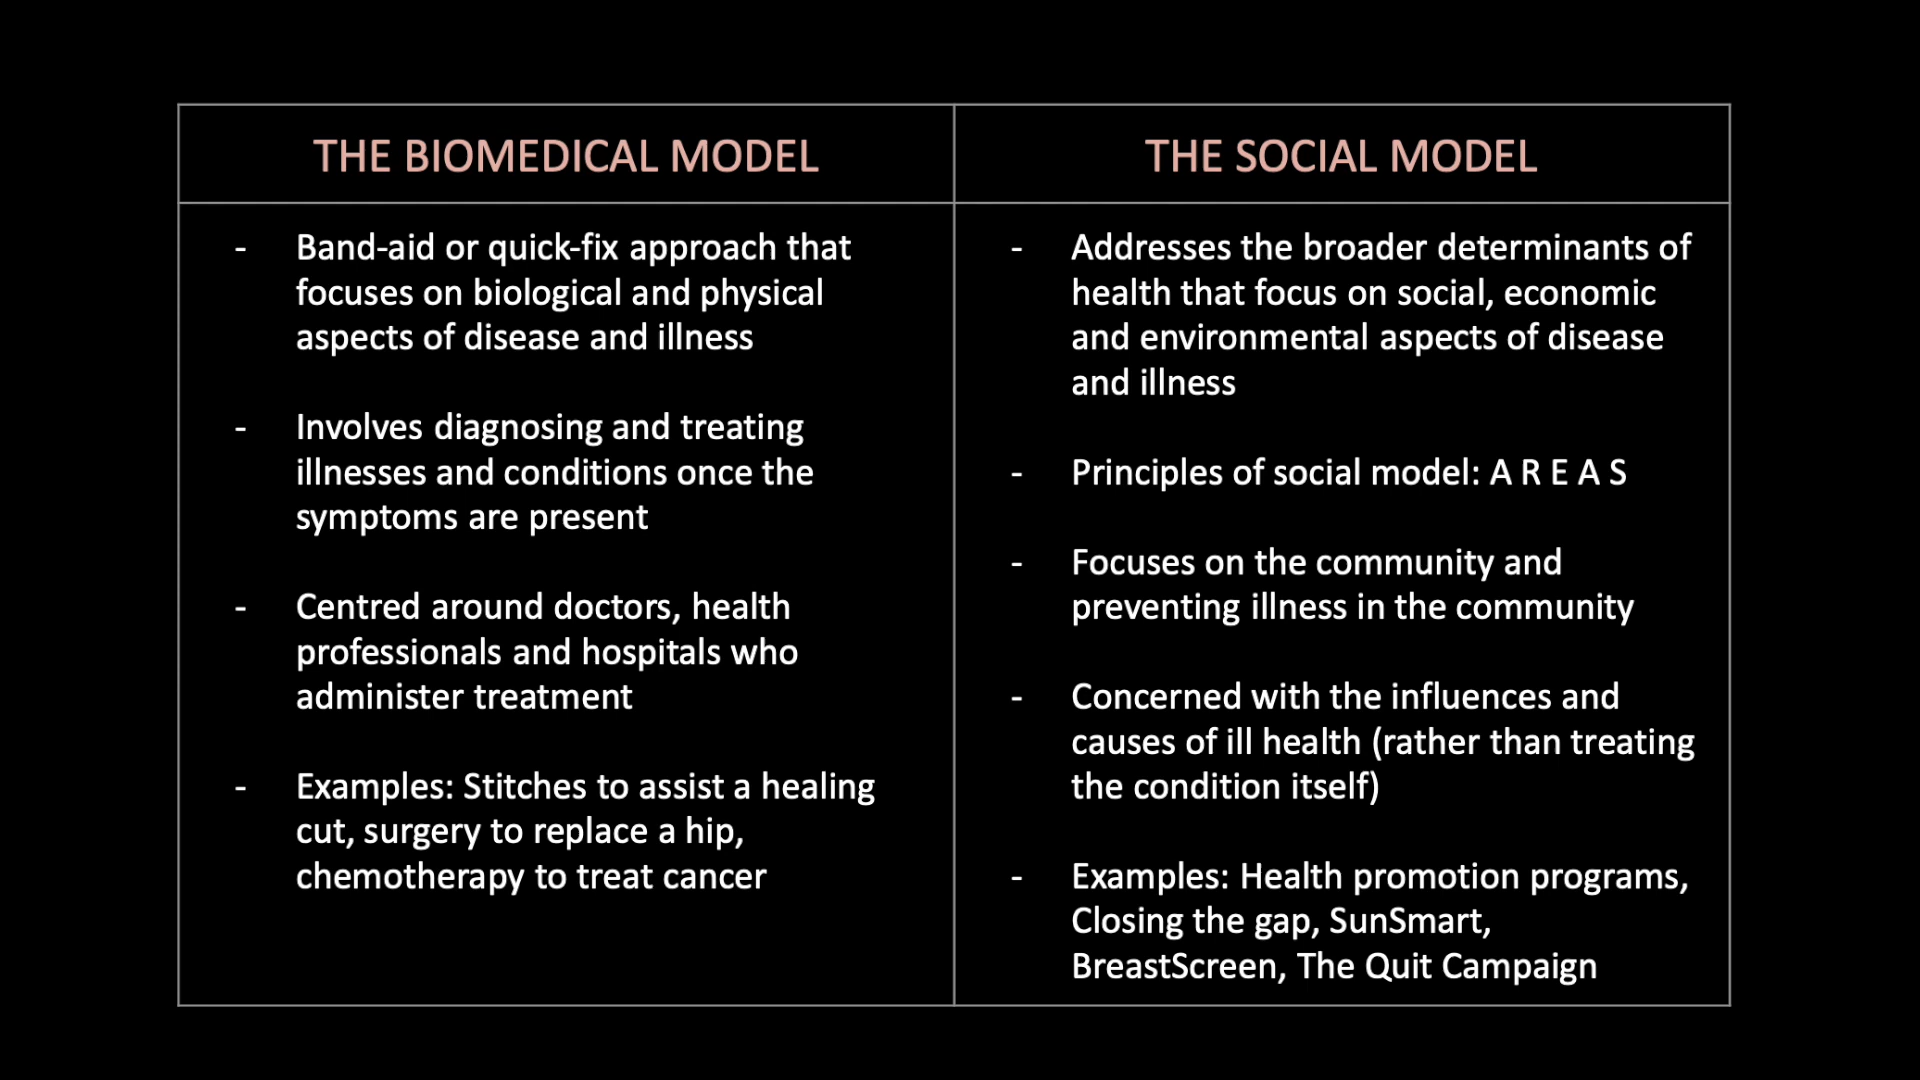 THE BIOMEDICAL MODEL
- Band-aid or quick-fix approach that
focuses on biological and physical
aspects of disease and illness
- Involves diagnosing and treating
illnesses and conditions once the
symptoms are present
- Centred around doctors, health
professionals and hospitals who
administer treatment
- Examples: Stitches to assist a healing
cut, surgery to replace a hip,
chemotherapy to treat cancer
THE SOCIAL MODEL
- Addresses the broader determinants of
health that focus on social, economic
and environmental aspects of disease
and illness
- Principles of social model: A R E A S
- Focuses on the community and
preventing illness in the community
- Concerned with the influences and
causes of ill health (rather than treating
the condition itself)
- Examples: Health promotion programs,
Closing the gap, SunSmart,
BreastScreen, The Quit Campaign